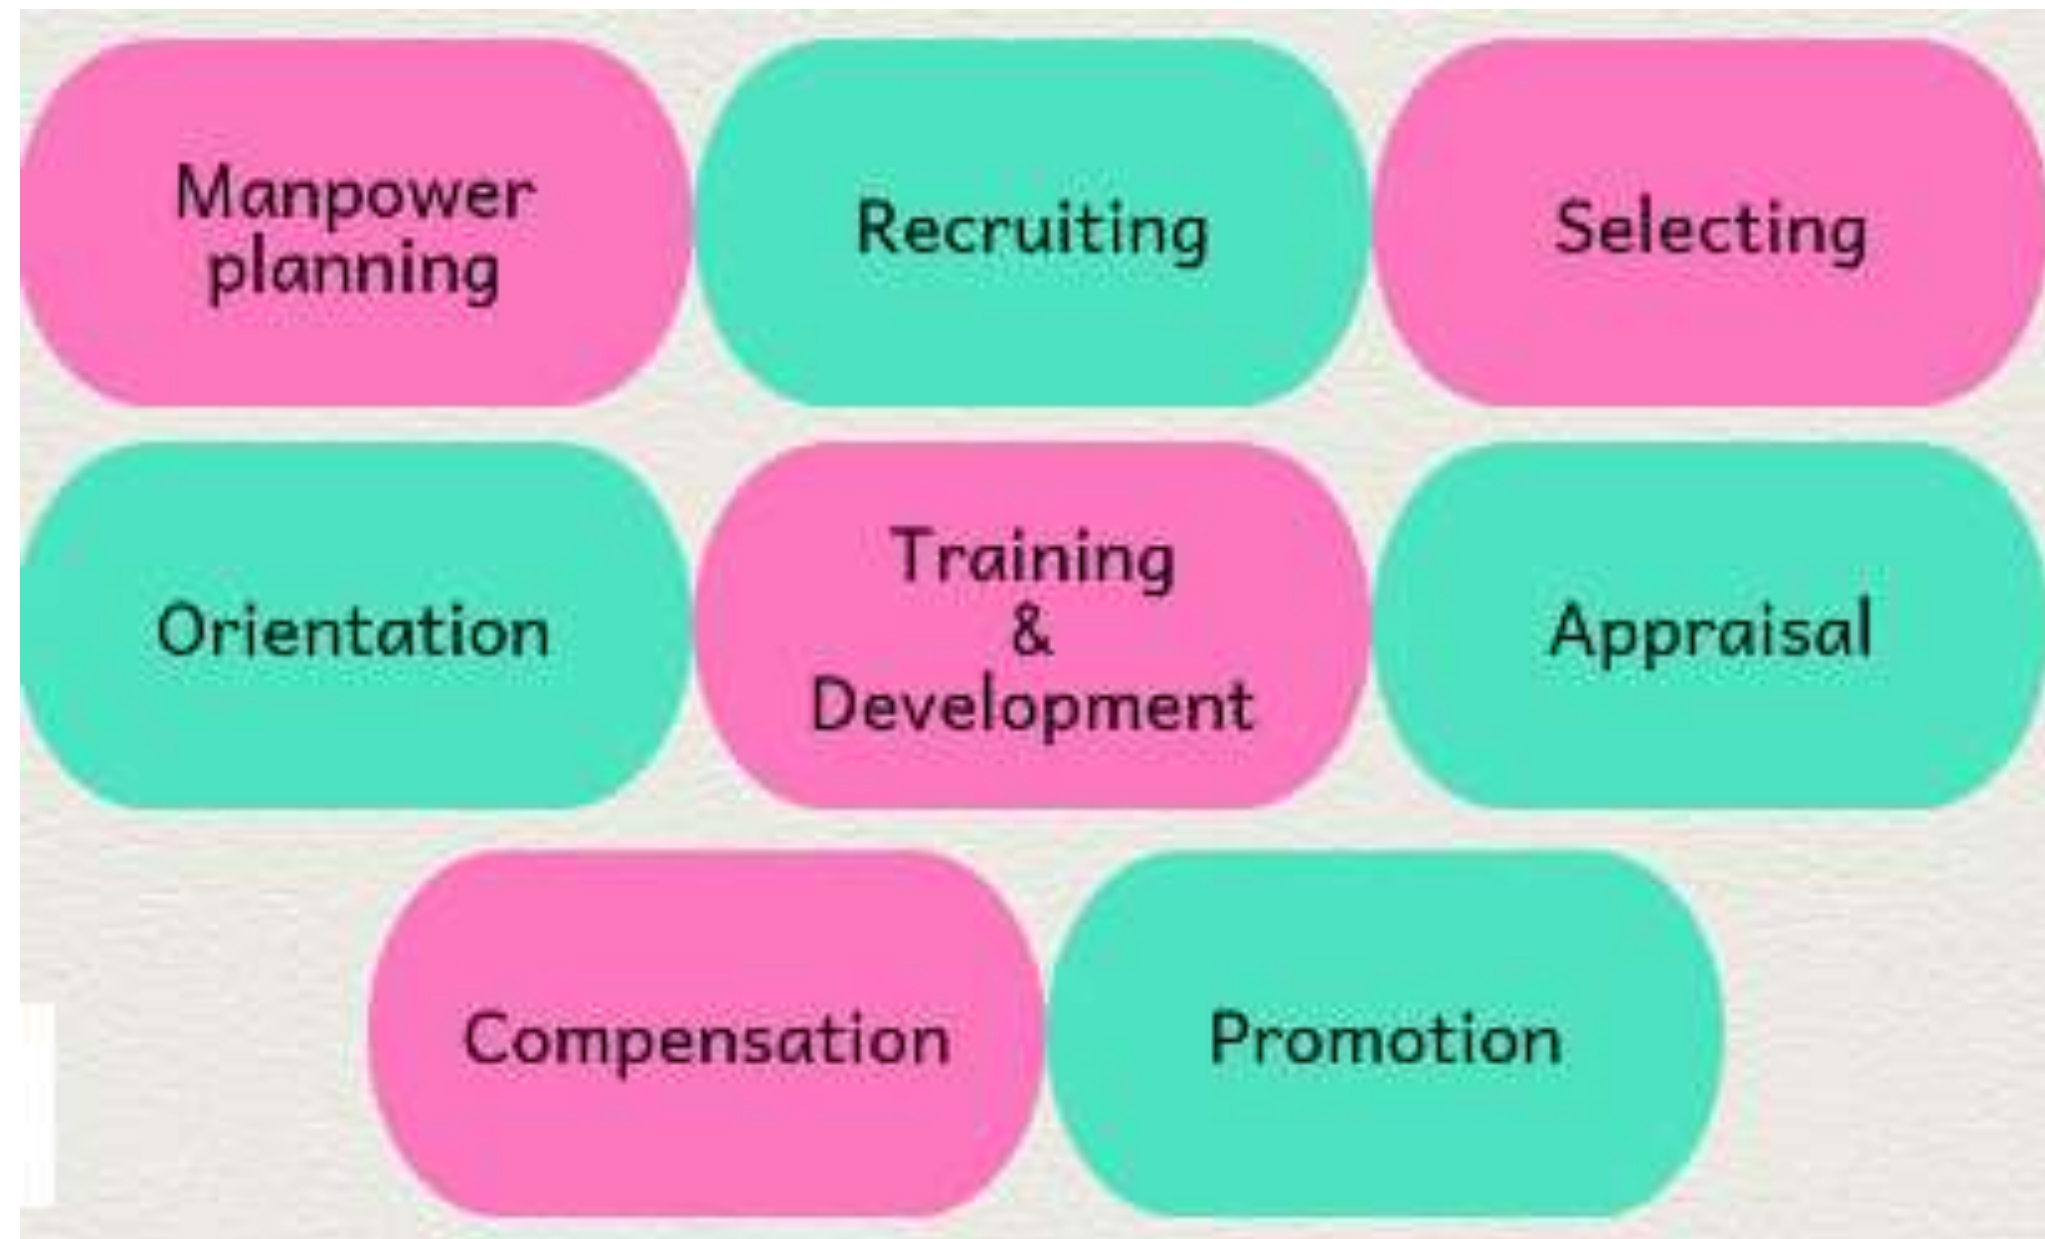 Manpower
planning
Recruiting
Selecting
Orientation
Training
&
Development
Appraisal
Compensation
Promotion